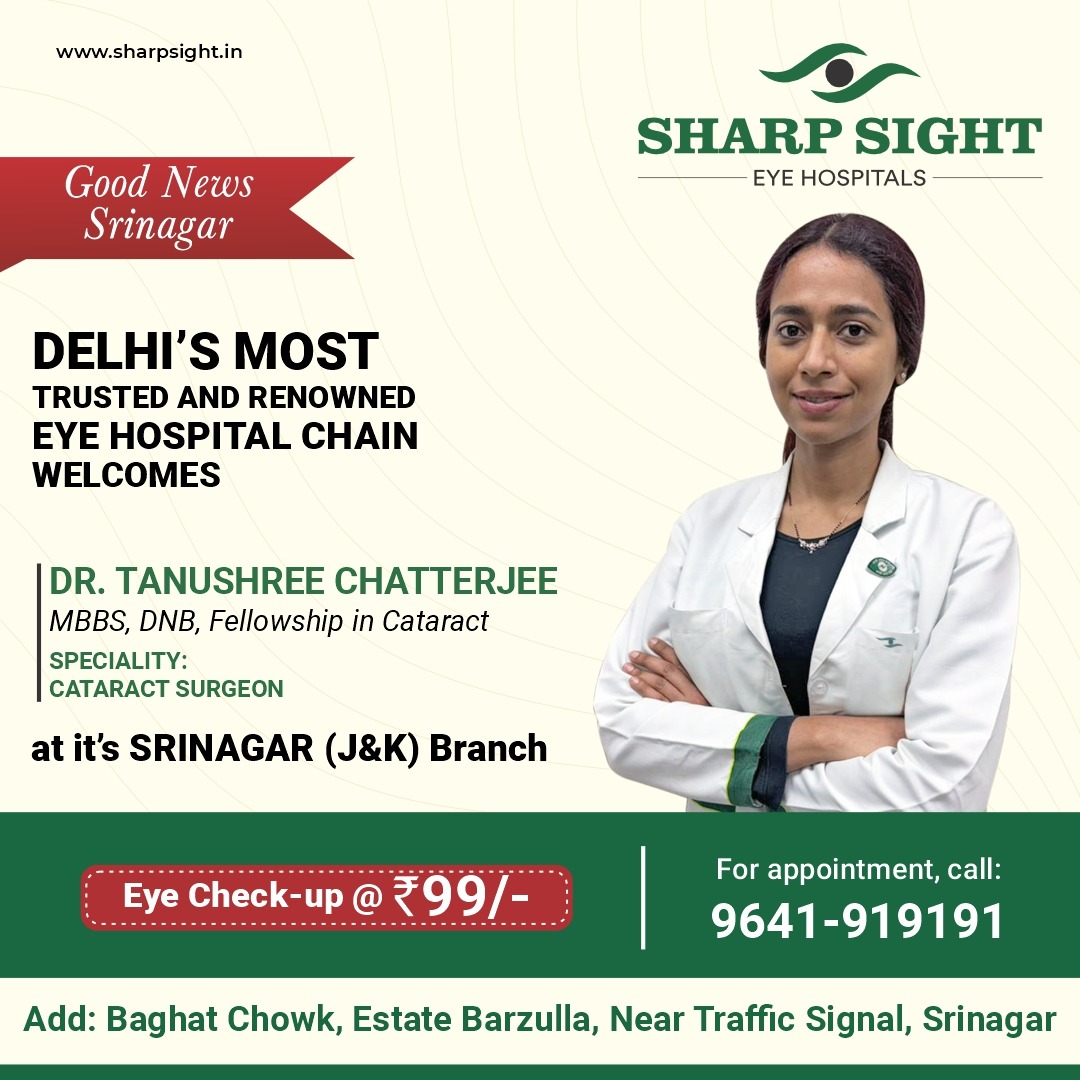 www.sharpsight.in
SHARP SIGHT
EYE HOSPITALS
Good News
Srinagar
DELHI’S MOST
TRUSTED AND RENOWNED
EYE HOSPITAL CHAIN
WELCOMES
DR. TANUSHREE CHATTERJEE
MBBS, DNB, Fellowship in Cataract
SPECIALITY:
CATARACT SURGEON
at it’s SRINAGAR (J&K) Branch
Eye Check-up @ ₹99/-
For appointment, call:
9641-919191
Add: Baghat Chowk, Estate Barzulla, Near Traffic Signal, Srinagar